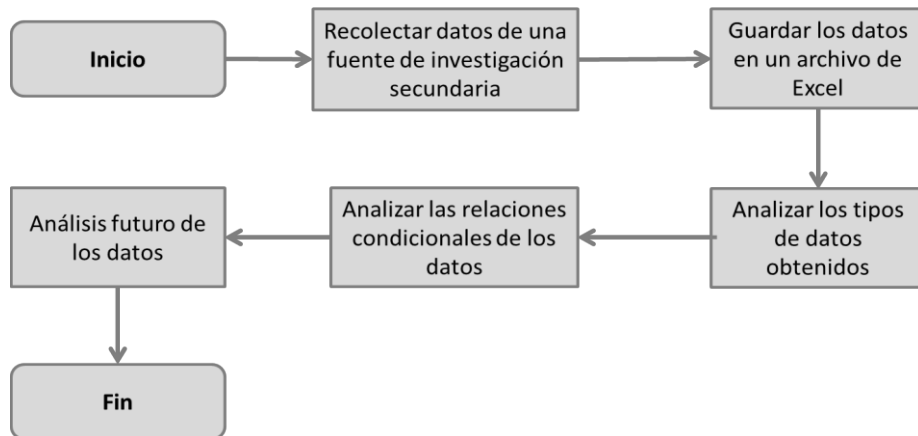 Inicio
Recolectar datos de una
fuente de investigación
secundaria
Guardar los datos
en un archivo de
Excel
Analizar los tipos
de datos
obtenidos
Analizar las relaciones
condicionales de los
datos
Análisis futuro de
los datos
Fin